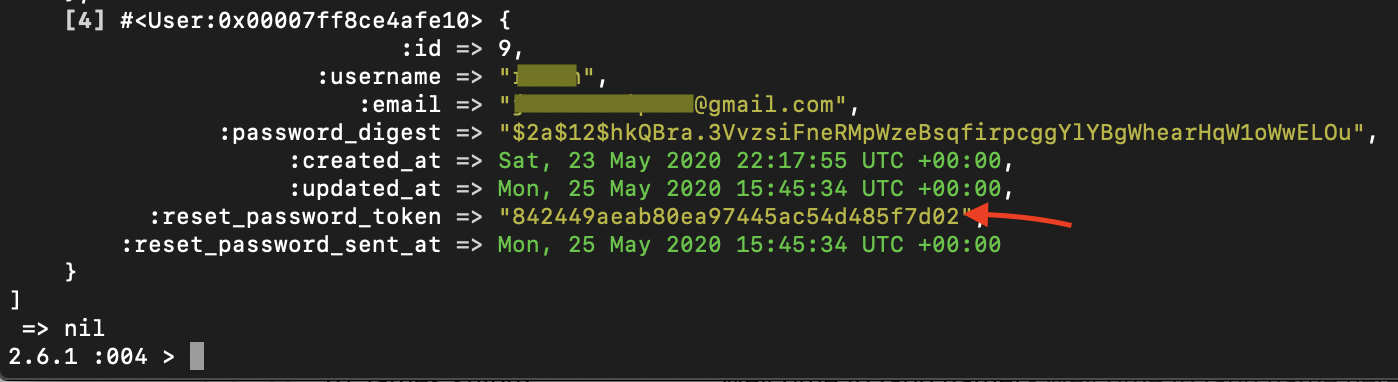 [4] #<User:0x00007ff8ce4afe10> {
:id => 9,
:username => "n",
:email => "@gmail.com",
:password_digest => "$2a$12$hkQBra.3VvzsiFneRMpWzeBsqfirpcggYlYBgWhearHqW1oWwELOu",
:created_at => Sat, 23 May 2020 22:17:55 UTC +00:00,
:updated_at => Mon, 25 May 2020 15:45:34 UTC +00:00,
:reset_password_token => "842449aeab80ea97445ac54d485f7d02",
:reset_password_sent_at => Mon, 25 May 2020 15:45:34 UTC +00:00
}
]
=> nil
2.6.1 :004 >